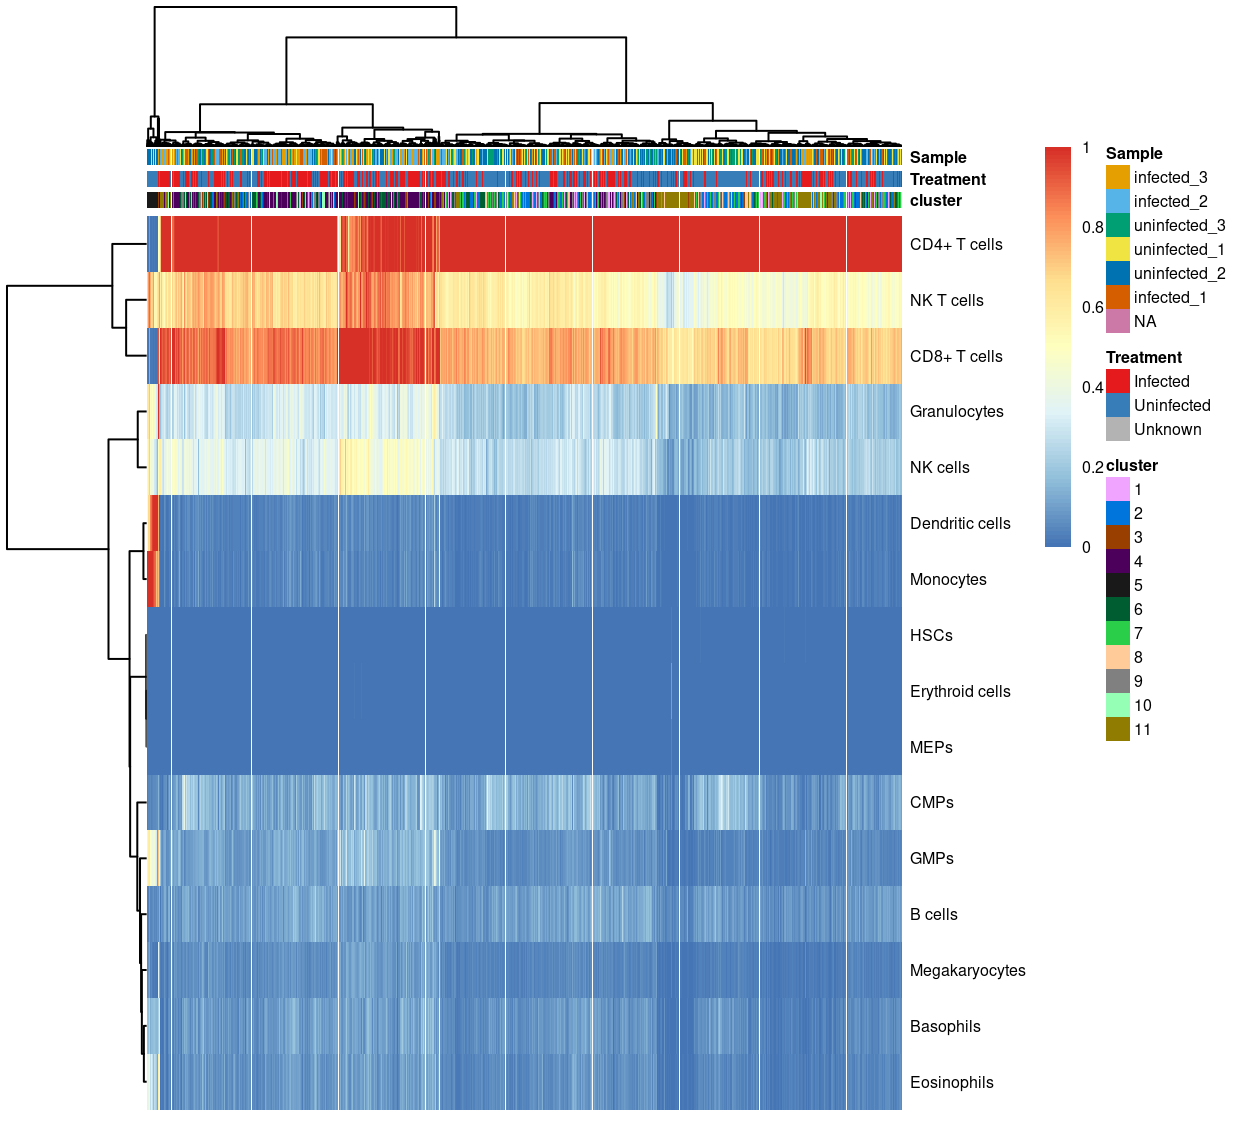 Sample
Treatment
cluster
CD4+ T cells
NK T cells
CD8+ T cells
Granulocytes
NK cells
Dendritic cells
Monocytes
HSCs
Erythroid cells
MEPs
CMPs
GMPs
B cells
Megakaryocytes
Basophils
Eosinophils
1
0.8
0.6
0.4
0.2
0
Sample
infected_3
infected_2
uninfected_3
uninfected_1
uninfected_2
infected_1
NA
Treatment
Infected
Uninfected
Unknown
cluster
1
2
3
4
5
6
7
8
9
10
11